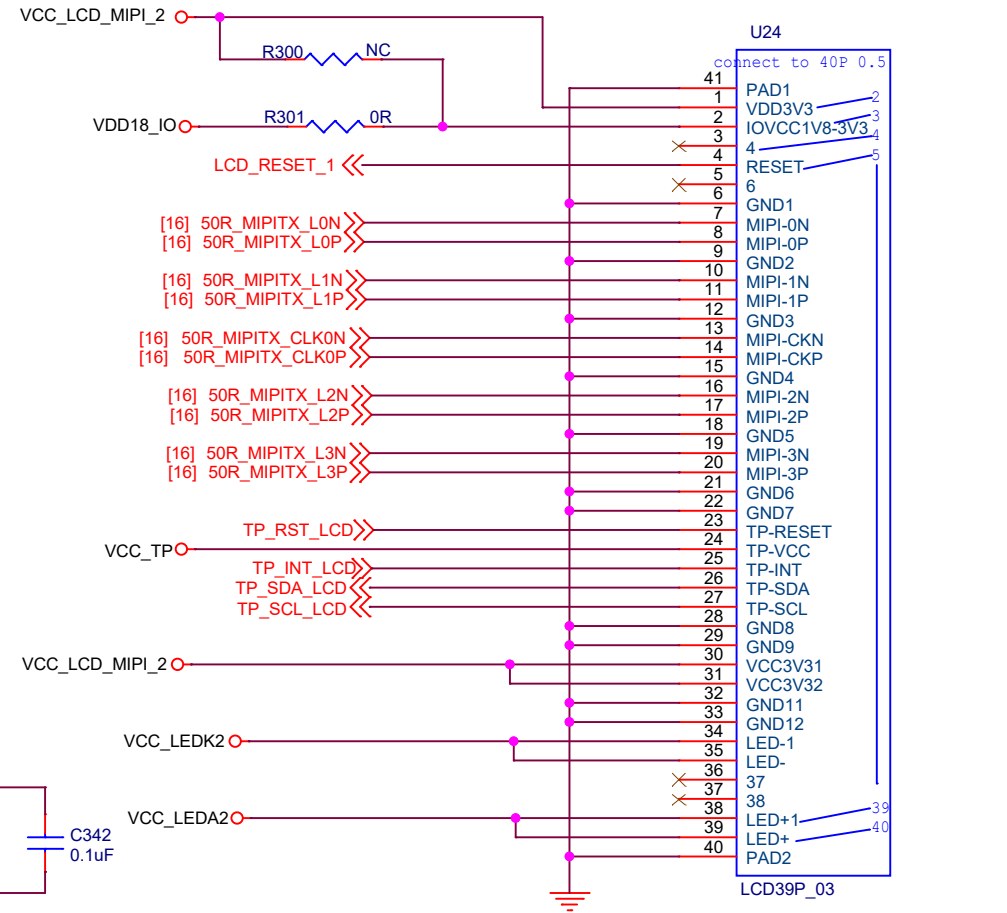 VCC_LCD_MIPI_2
U24
R300 NC
connect to 40P 0.5
41 PAD1
1 VDD3V3 2
VDD18_IO R301 0R 2 IOVCC1V8-3V3 3
3 4 4
LCD_RESET_1 4 RESET 5
5 6
6 GND1
[16] 50R_MIPITX_L0N 7 MIPI-0N
[16] 50R_MIPITX_L0P 8 MIPI-0P
9 GND2
[16] 50R_MIPITX_L1N 10 MIPI-1N
[16] 50R_MIPITX_L1P 11 MIPI-1P
12 GND3
[16] 50R_MIPITX_CLK0N 13 MIPI-CKN
[16] 50R_MIPITX_CLK0P 14 MIPI-CKP
15 GND4
[16] 50R_MIPITX_L2N 16 MIPI-2N
[16] 50R_MIPITX_L2P 17 MIPI-2P
18 GND5
[16] 50R_MIPITX_L3N 19 MIPI-3N
[16] 50R_MIPITX_L3P 20 MIPI-3P
21 GND6
22 GND7
TP_RST_LCD 23 TP-RESET
VCC_TP 24 TP-VCC
TP_INT_LCD 25 TP-INT
TP_SDA_LCD 26 TP-SDA
TP_SCL_LCD 27 TP-SCL
28 GND8
29 GND9
VCC_LCD_MIPI_2 30 VCC3V31
31 VCC3V32
32 GND11
33 GND12
VCC_LEDK2 34 LED-1
35 LED-
36 37
37 38
VCC_LEDA2 38 LED+1 39
39 LED+ 40
40 PAD2
C342
0.1uF
LCD39P_03